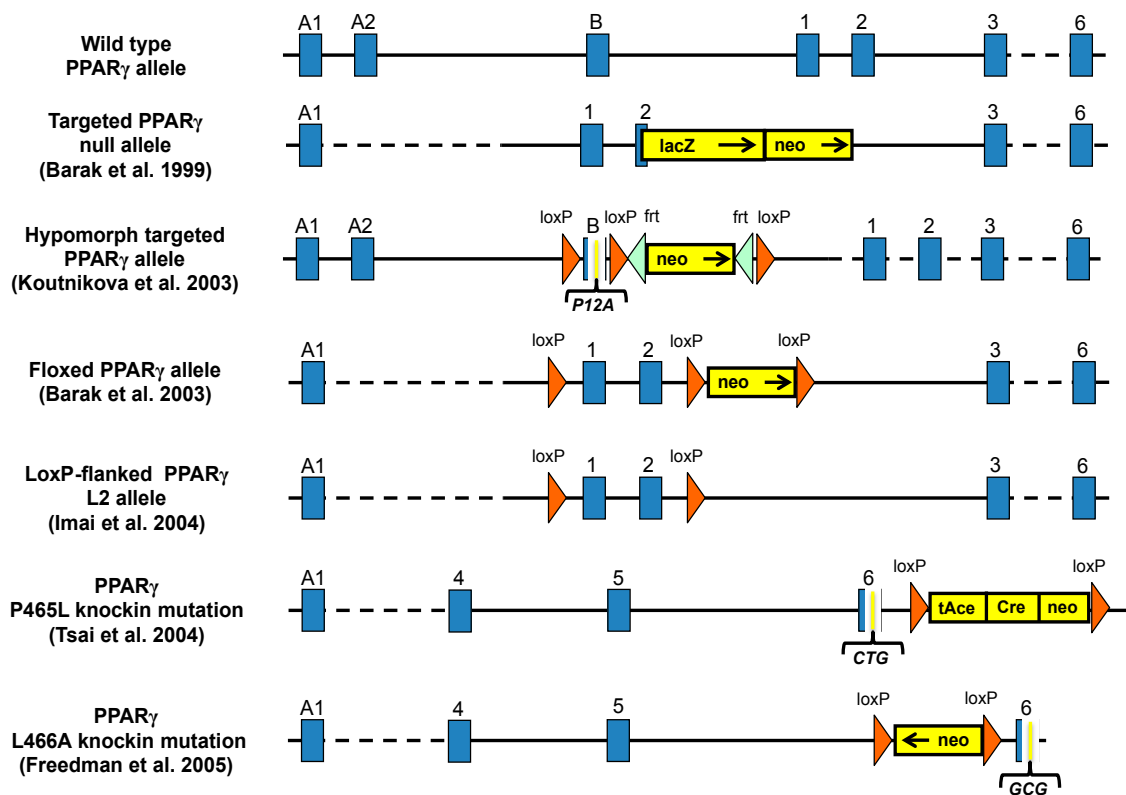 A1 A2 B 1 2 3 6
Wild type
PPARγ allele
A1 1 2 3 6
Targeted PPARγ
null allele
(Barak et al. 1999)
lacZ neo
A1 A2 loxP B loxP frt frt loxP 1 2 3 6
Hypomorph targeted
PPARγ allele
(Koutnikova et al. 2003)
neo
P12A
A1 loxP 1 2 loxP loxP 3 6
Floxed PPARγ allele
(Barak et al. 2003)
neo
A1 loxP 1 2 loxP 3 6
LoxP-flanked PPARγ
L2 allele
(Imai et al. 2004)
A1 4 5 6 loxP loxP
PPARγ
P465L knockin mutation
(Tsai et al. 2004)
tAce Cre neo
CTG
A1 4 5 loxP loxP 6
PPARγ
L466A knockin mutation
(Freedman et al. 2005)
neo
GCG